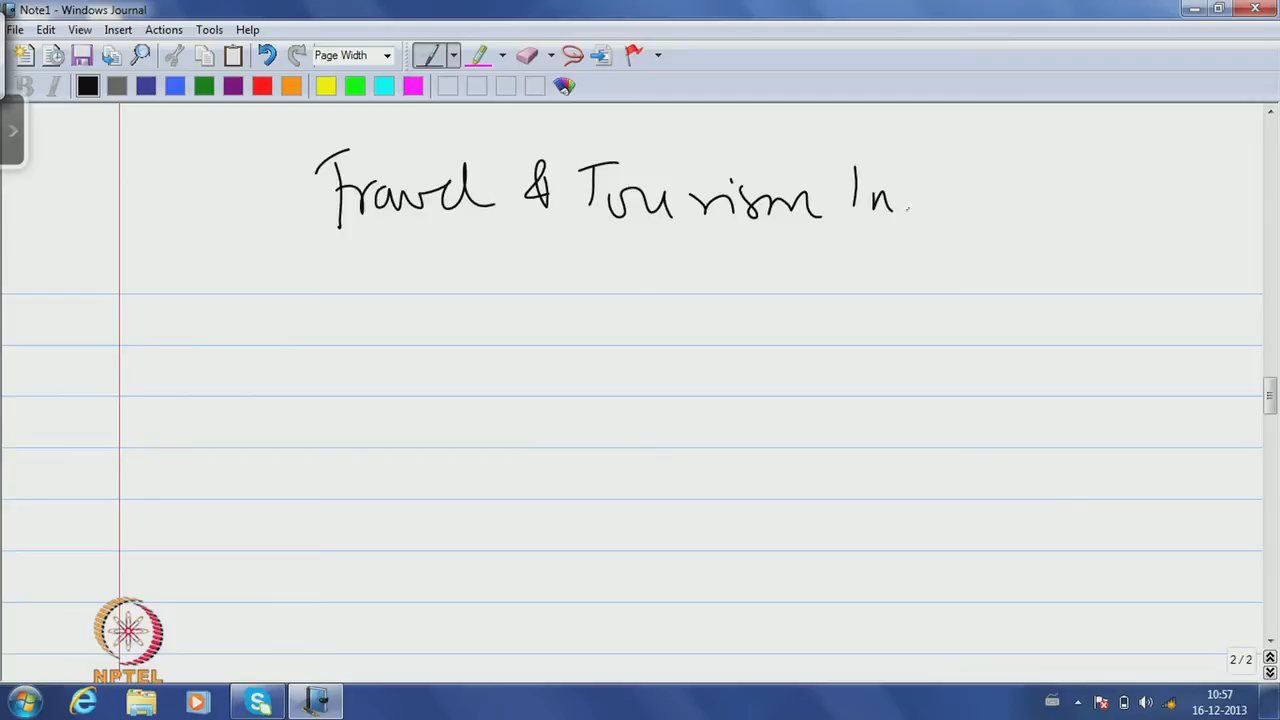 Note1 - Windows Journal
File Edit View Insert Actions Tools Help
Page Width
B I
Travel & Tourism In
2 / 2
NPTEL
10:57
16-12-2013